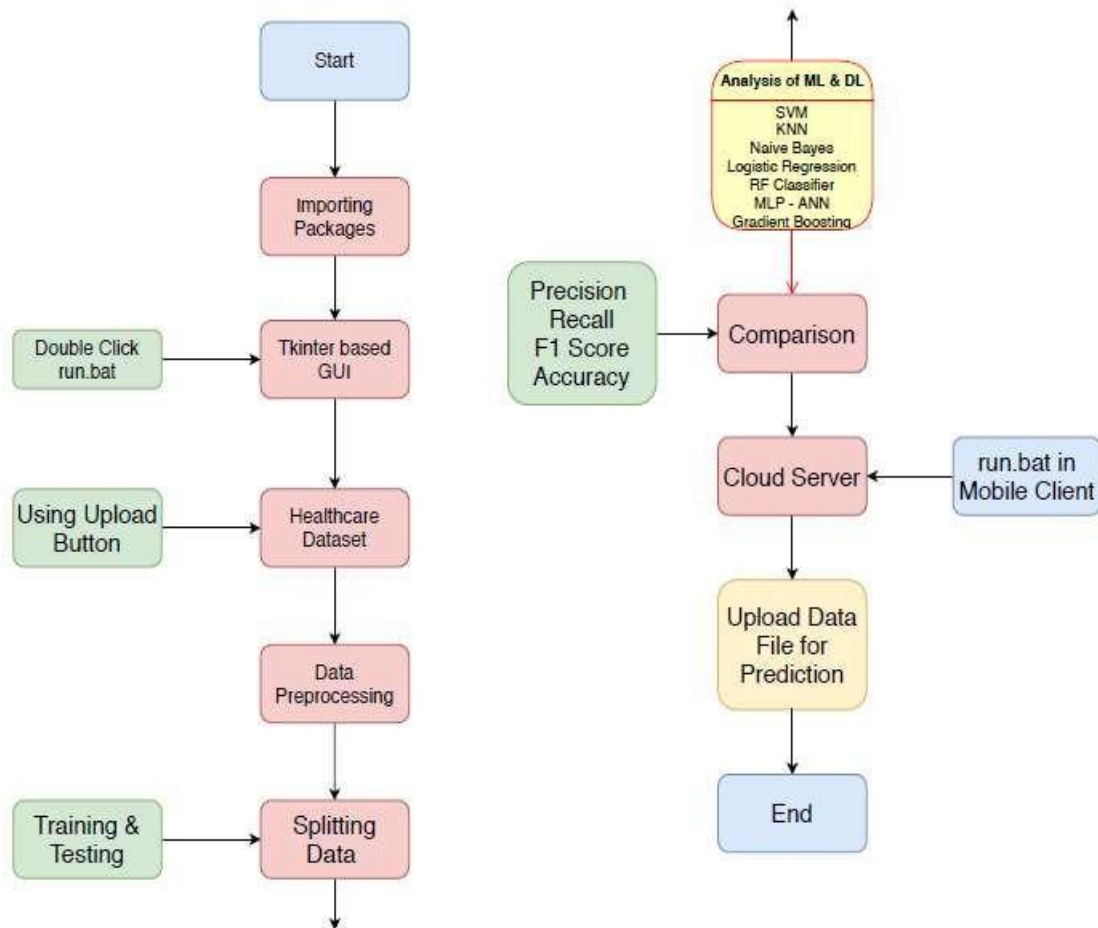 Start
Importing
Packages
Double Click
run.bat
Tkinter based
GUI
Using Upload
Button
Healthcare
Dataset
Data
Preprocessing
Training &
Testing
Splitting
Data
Analysis of ML & DL
SVM
KNN
Naive Bayes
Logistic Regression
RF Classifier
MLP - ANN
Gradient Boosting
Precision
Recall
F1 Score
Accuracy
Comparison
Cloud Server
run.bat in
Mobile Client
Upload Data
File for
Prediction
End